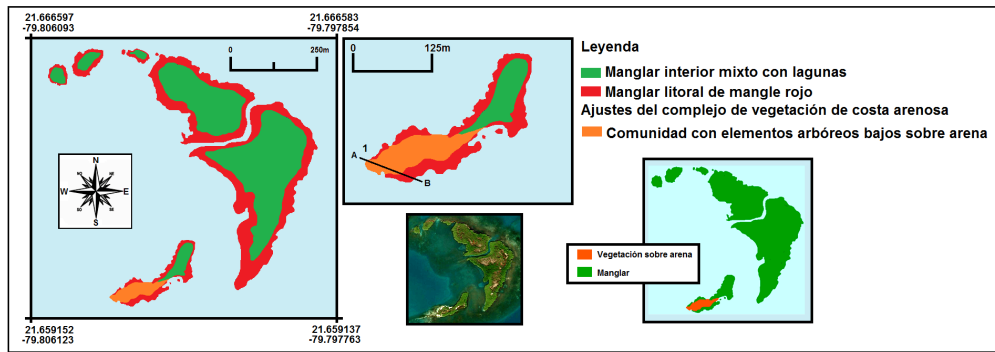 21.666597
-79.806093
21.666583
-79.797854
0 250m
N
W E
S
21.659152
-79.806123
21.659137
-79.797763
0 125m
1
A
B
Leyenda
Manglar interior mixto con lagunas
Manglar litoral de mangle rojo
Ajustes del complejo de vegetación de costa arenosa
Comunidad con elementos arbóreos bajos sobre arena
Vegetación sobre arena
Manglar